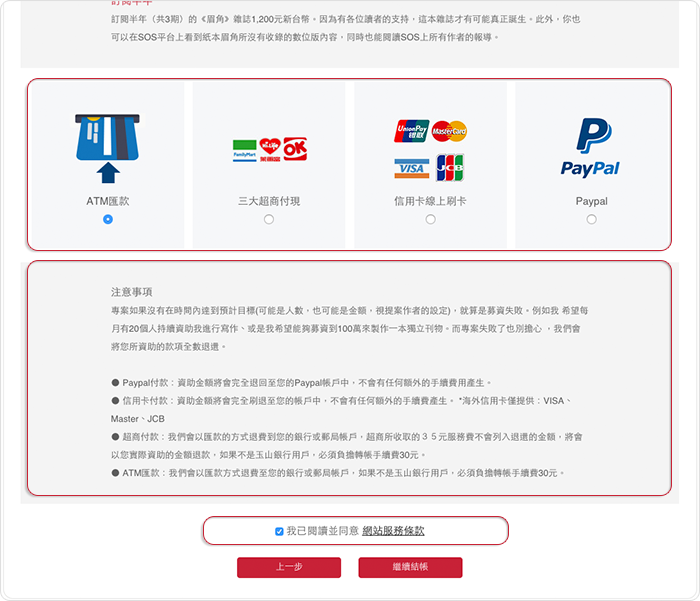 訂閱半年
訂閱半年（共3期）的《眉角》雜誌1,200元新台幣。因為有各位讀者的支持，這本雜誌才有可能真正誕生。此外，你也
可以在SOS平台上看到紙本眉角所沒有收錄的數位版內容，同時也能閱讀SOS上所有作者的報導。
FamilyMart 萊爾富 OK
UnionPay 銀联 MasterCard
VISA JCB
PayPal
ATM匯款
三大超商付現
信用卡線上刷卡
Paypal
注意事項
專案如果沒有在時間內達到預計目標(可能是人數，也可能是金額，視提案作者的設定)，就算是募資失敗。例如我 希望每
月有20個人持續資助我進行寫作、或是我希望能夠募資到100萬來製作一本獨立刊物。而專案失敗了也別擔心 ，我們會
將您所資助的款項全數退還。
● Paypal付款：資助金額將會完全退回至您的Paypal帳戶中，不會有任何額外的手續費用產生。
● 信用卡付款：資助金額將會完全刷退至您的帳戶中，不會有任何額外的手續費產生。 *海外信用卡僅提供：VISA、
Master、JCB
● 超商付款：我們會以匯款的方式退費到您的銀行或郵局帳戶，超商所收取的３５元服務費不會列入退還的金額，將會
以您實際資助的金額退款，如果不是玉山銀行用戶，必須負擔轉帳手續費30元。
● ATM匯款：我們會以匯款方式退費至您的銀行或郵局帳戶，如果不是玉山銀行用戶，必須負擔轉帳手續費30元。
我已閱讀並同意 網站服務條款
上一步
繼續結帳